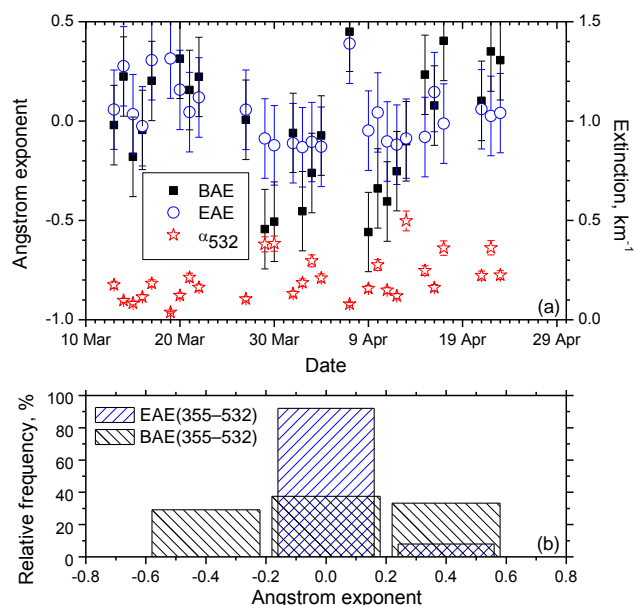 1.5
1.0
0.5
0.0
Extinction, km⁻¹
0.5
0.0
-0.5
-1.0
Angstrom exponent
BAE
EAE
α532
(a)
10 Mar 20 Mar 30 Mar 9 Apr 19 Apr 29 Apr
Date
100
80
60
40
20
0
Relative frequency, %
EAE(355–532)
BAE(355–532)
(b)
-0.8 -0.6 -0.4 -0.2 0.0 0.2 0.4 0.6 0.8
Angstrom exponent